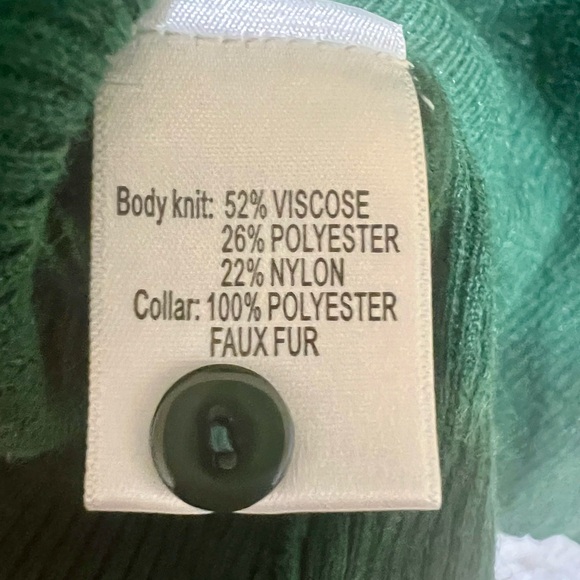 Body knit: 52% VISCOSE
26% POLYESTER
22% NYLON
Collar: 100% POLYESTER
FAUX FUR